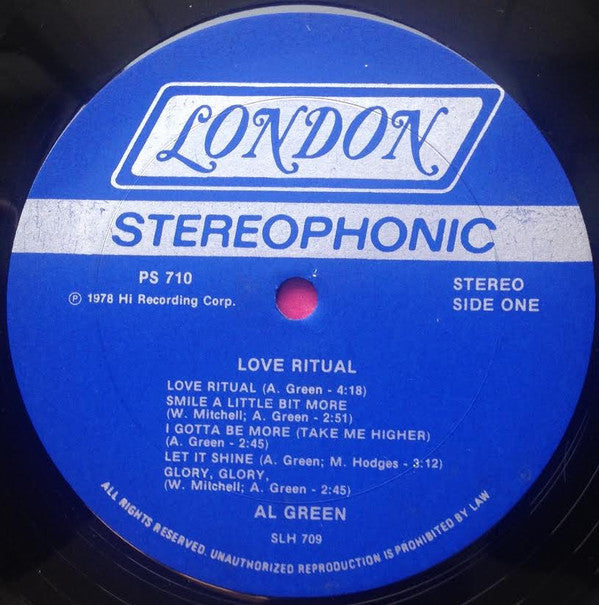 LONDON
STEREOPHONIC
PS 710
℗ 1978 Hi Recording Corp.
STEREO
SIDE ONE
LOVE RITUAL
LOVE RITUAL (A. Green - 4:18)
SMILE A LITTLE BIT MORE
(W. Mitchell; A. Green - 2:51)
I GOTTA BE MORE (TAKE ME HIGHER)
(A. Green - 2:45)
LET IT SHINE (A. Green; M. Hodges - 3:12)
GLORY, GLORY,
(W. Mitchell; A. Green - 2:45)
AL GREEN
SLH 709
ALL RIGHTS RESERVED. UNAUTHORIZED REPRODUCTION IS PROHIBITED BY LAW